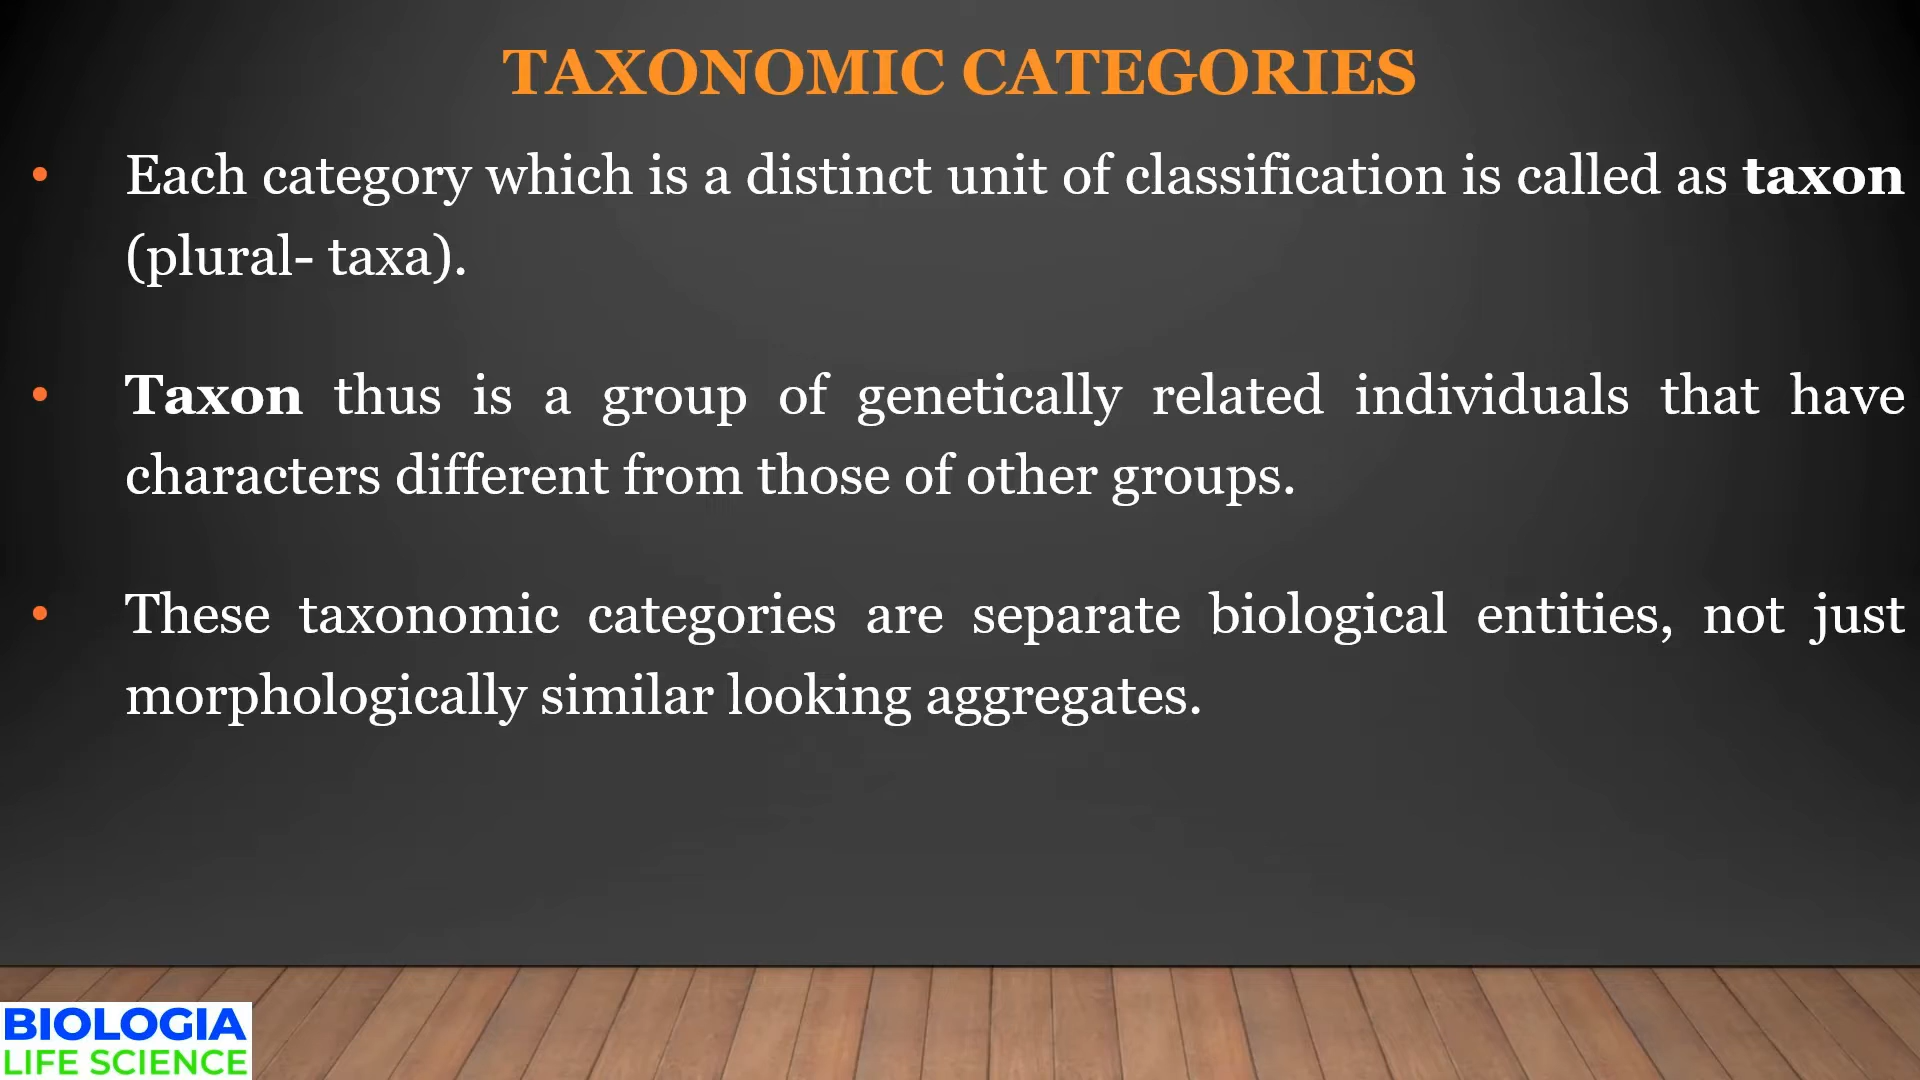 TAXONOMIC CATEGORIES
• Each category which is a distinct unit of classification is called as taxon
(plural- taxa).
• Taxon thus is a group of genetically related individuals that have
characters different from those of other groups.
• These taxonomic categories are separate biological entities, not just
morphologically similar looking aggregates.
BIOLOGIA
LIFE SCIENCE